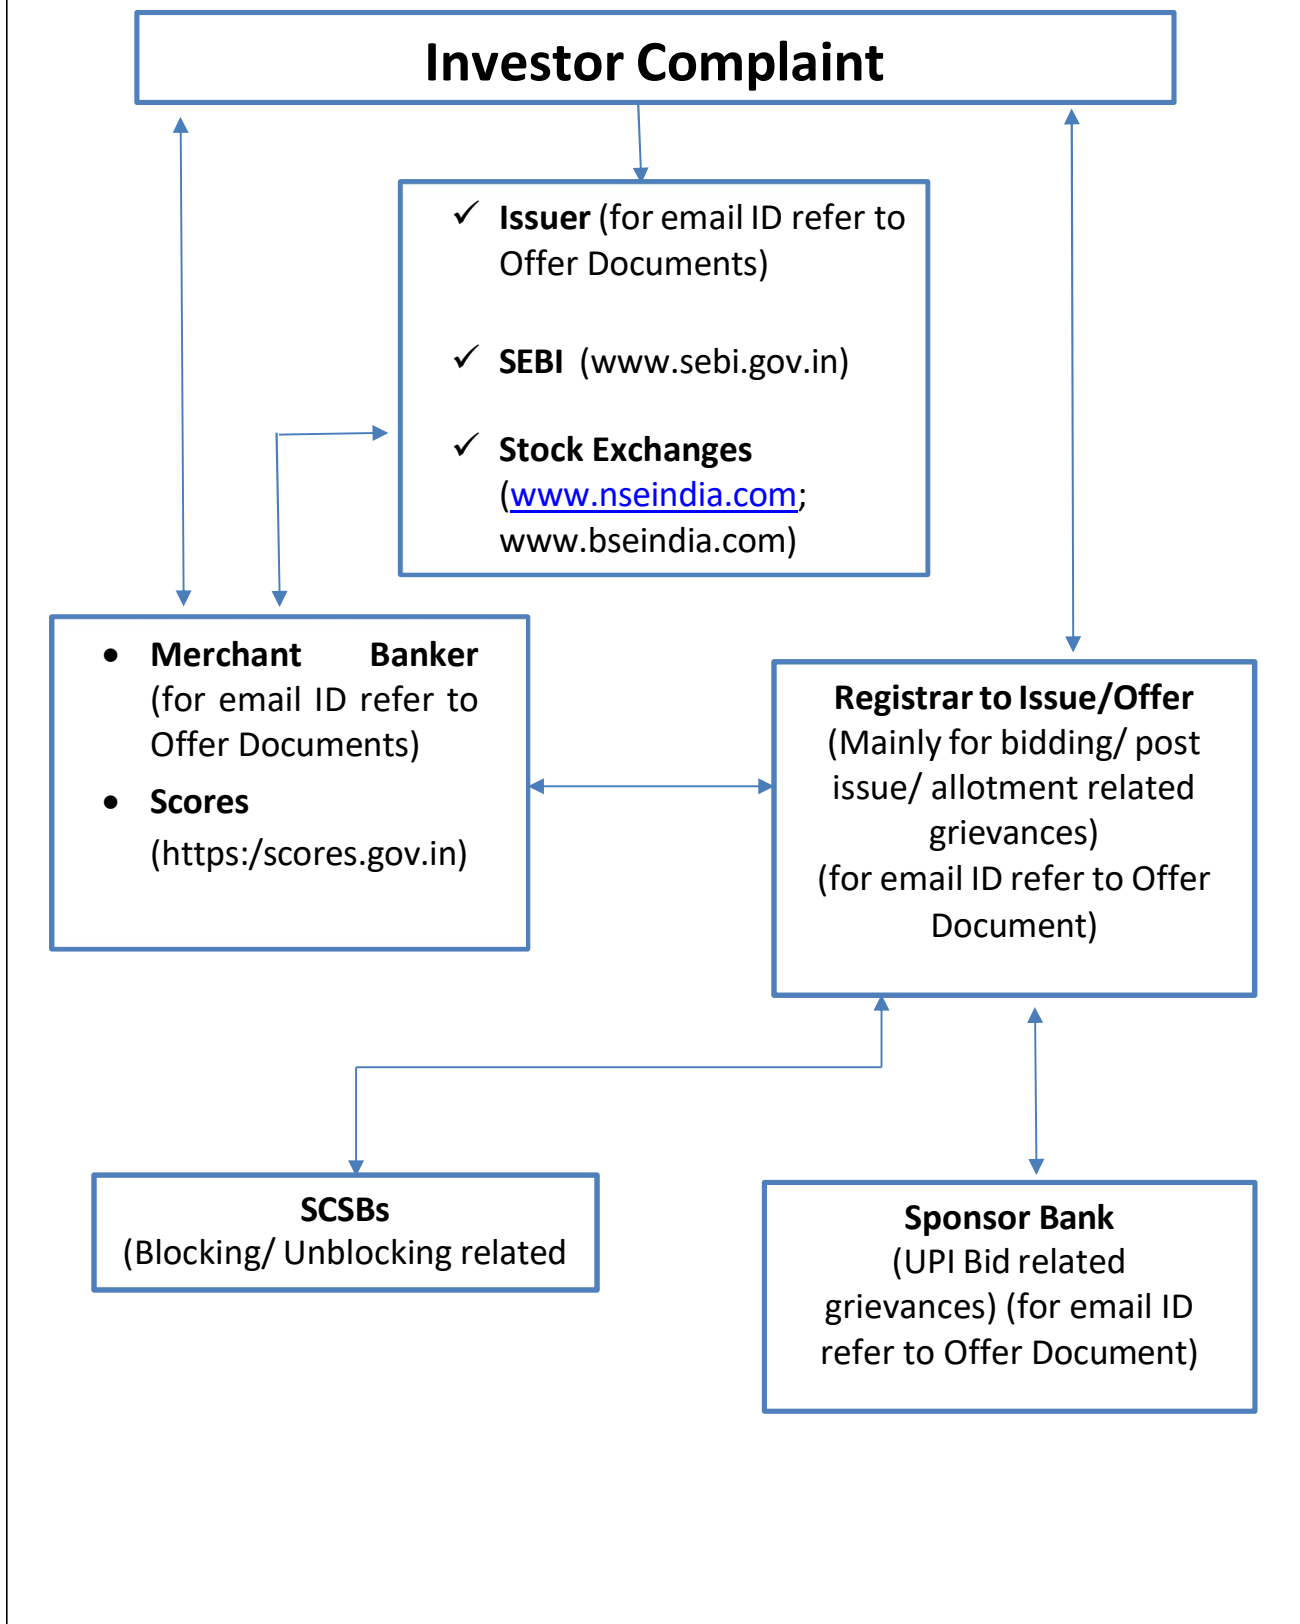 Investor Complaint
✓ Issuer (for email ID refer to
Offer Documents)
✓ SEBI (www.sebi.gov.in)
✓ Stock Exchanges
(www.nseindia.com;
www.bseindia.com)
• Merchant Banker
(for email ID refer to
Offer Documents)
• Scores
(https:/scores.gov.in)
Registrar to Issue/Offer
(Mainly for bidding/ post
issue/ allotment related
grievances)
(for email ID refer to Offer
Document)
SCSBs
(Blocking/ Unblocking related
Sponsor Bank
(UPI Bid related
grievances) (for email ID
refer to Offer Document)